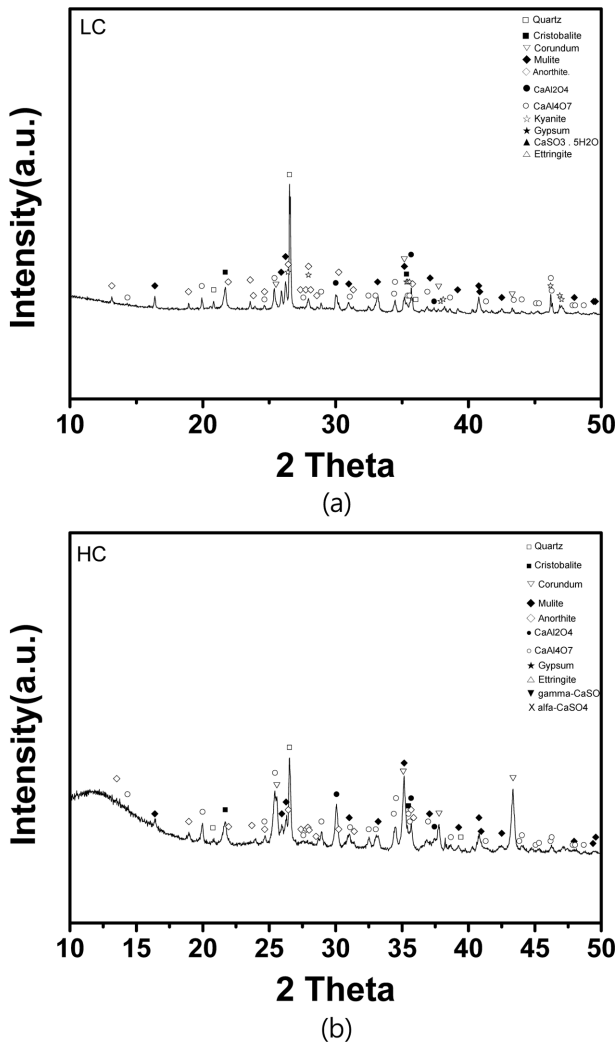 LC
Quartz
Cristobalite
Corundum
Mulite
Anorthite.
CaAl2O4
CaAl4O7
Kyanite
Gypsum
CaSO3 . 5H2O
Ettringite
Intensity(a.u.)
10 20 30 40 50
2 Theta
(a)
HC
Quartz
Cristobalite
Corundum
Mulite
Anorthite
CaAl2O4
CaAl4O7
Gypsum
Ettringite
gamma-CaSO
X alfa-CaSO4
Intensity(a.u.)
10 15 20 25 30 35 40 45 50
2 Theta
(b)